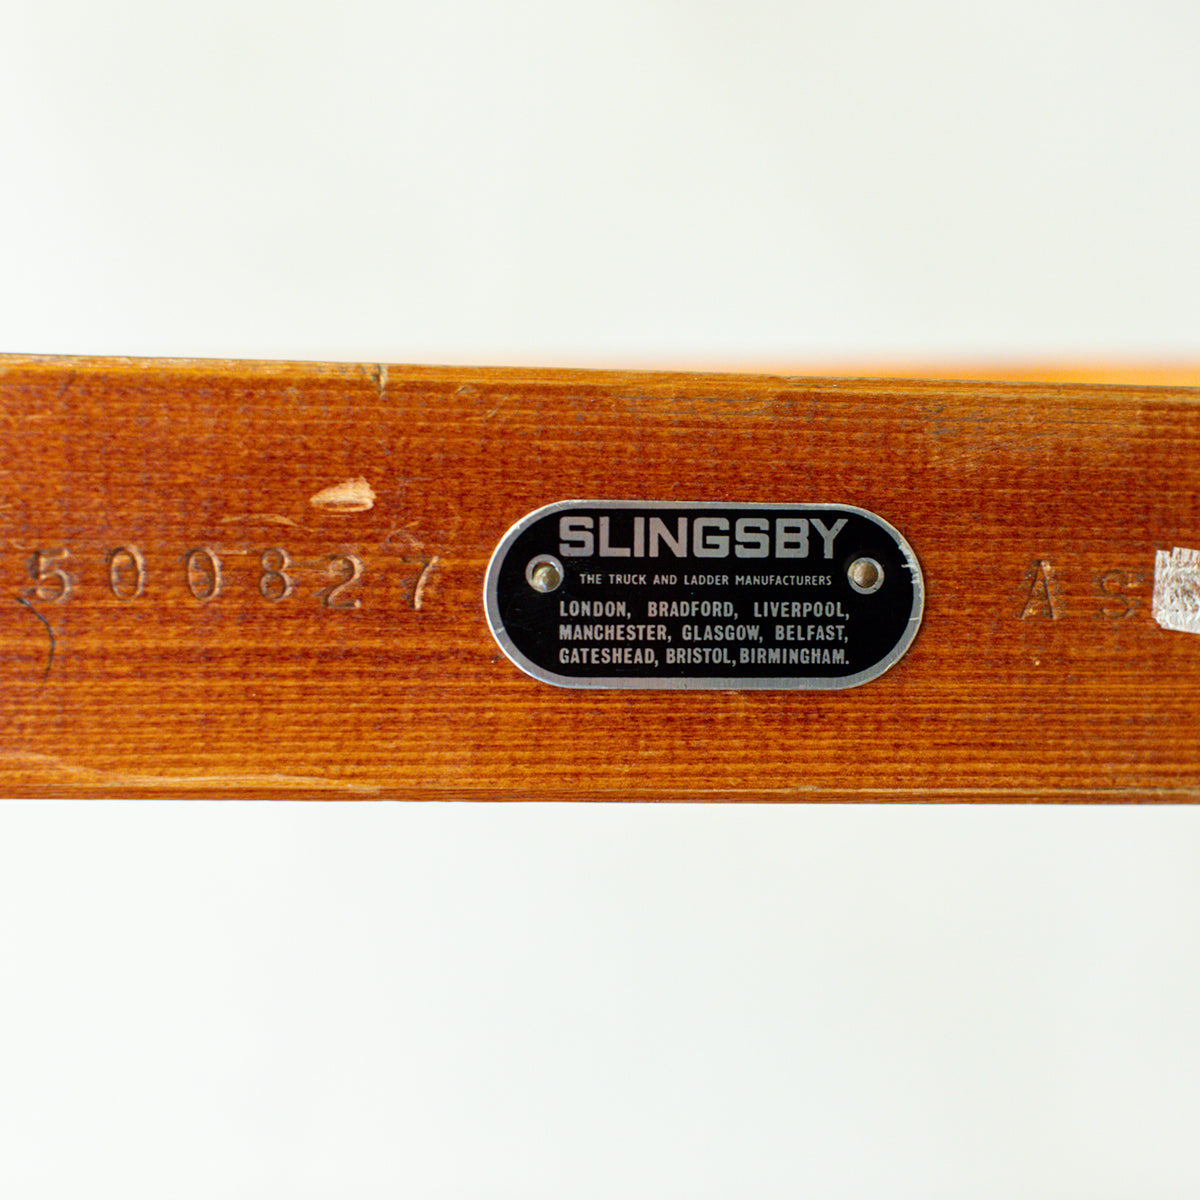 500827
SLINGSBY
THE TRUCK AND LADDER MANUFACTURERS
LONDON, BRADFORD, LIVERPOOL,
MANCHESTER, GLASGOW, BELFAST,
GATESHEAD, BRISTOL, BIRMINGHAM.
AS